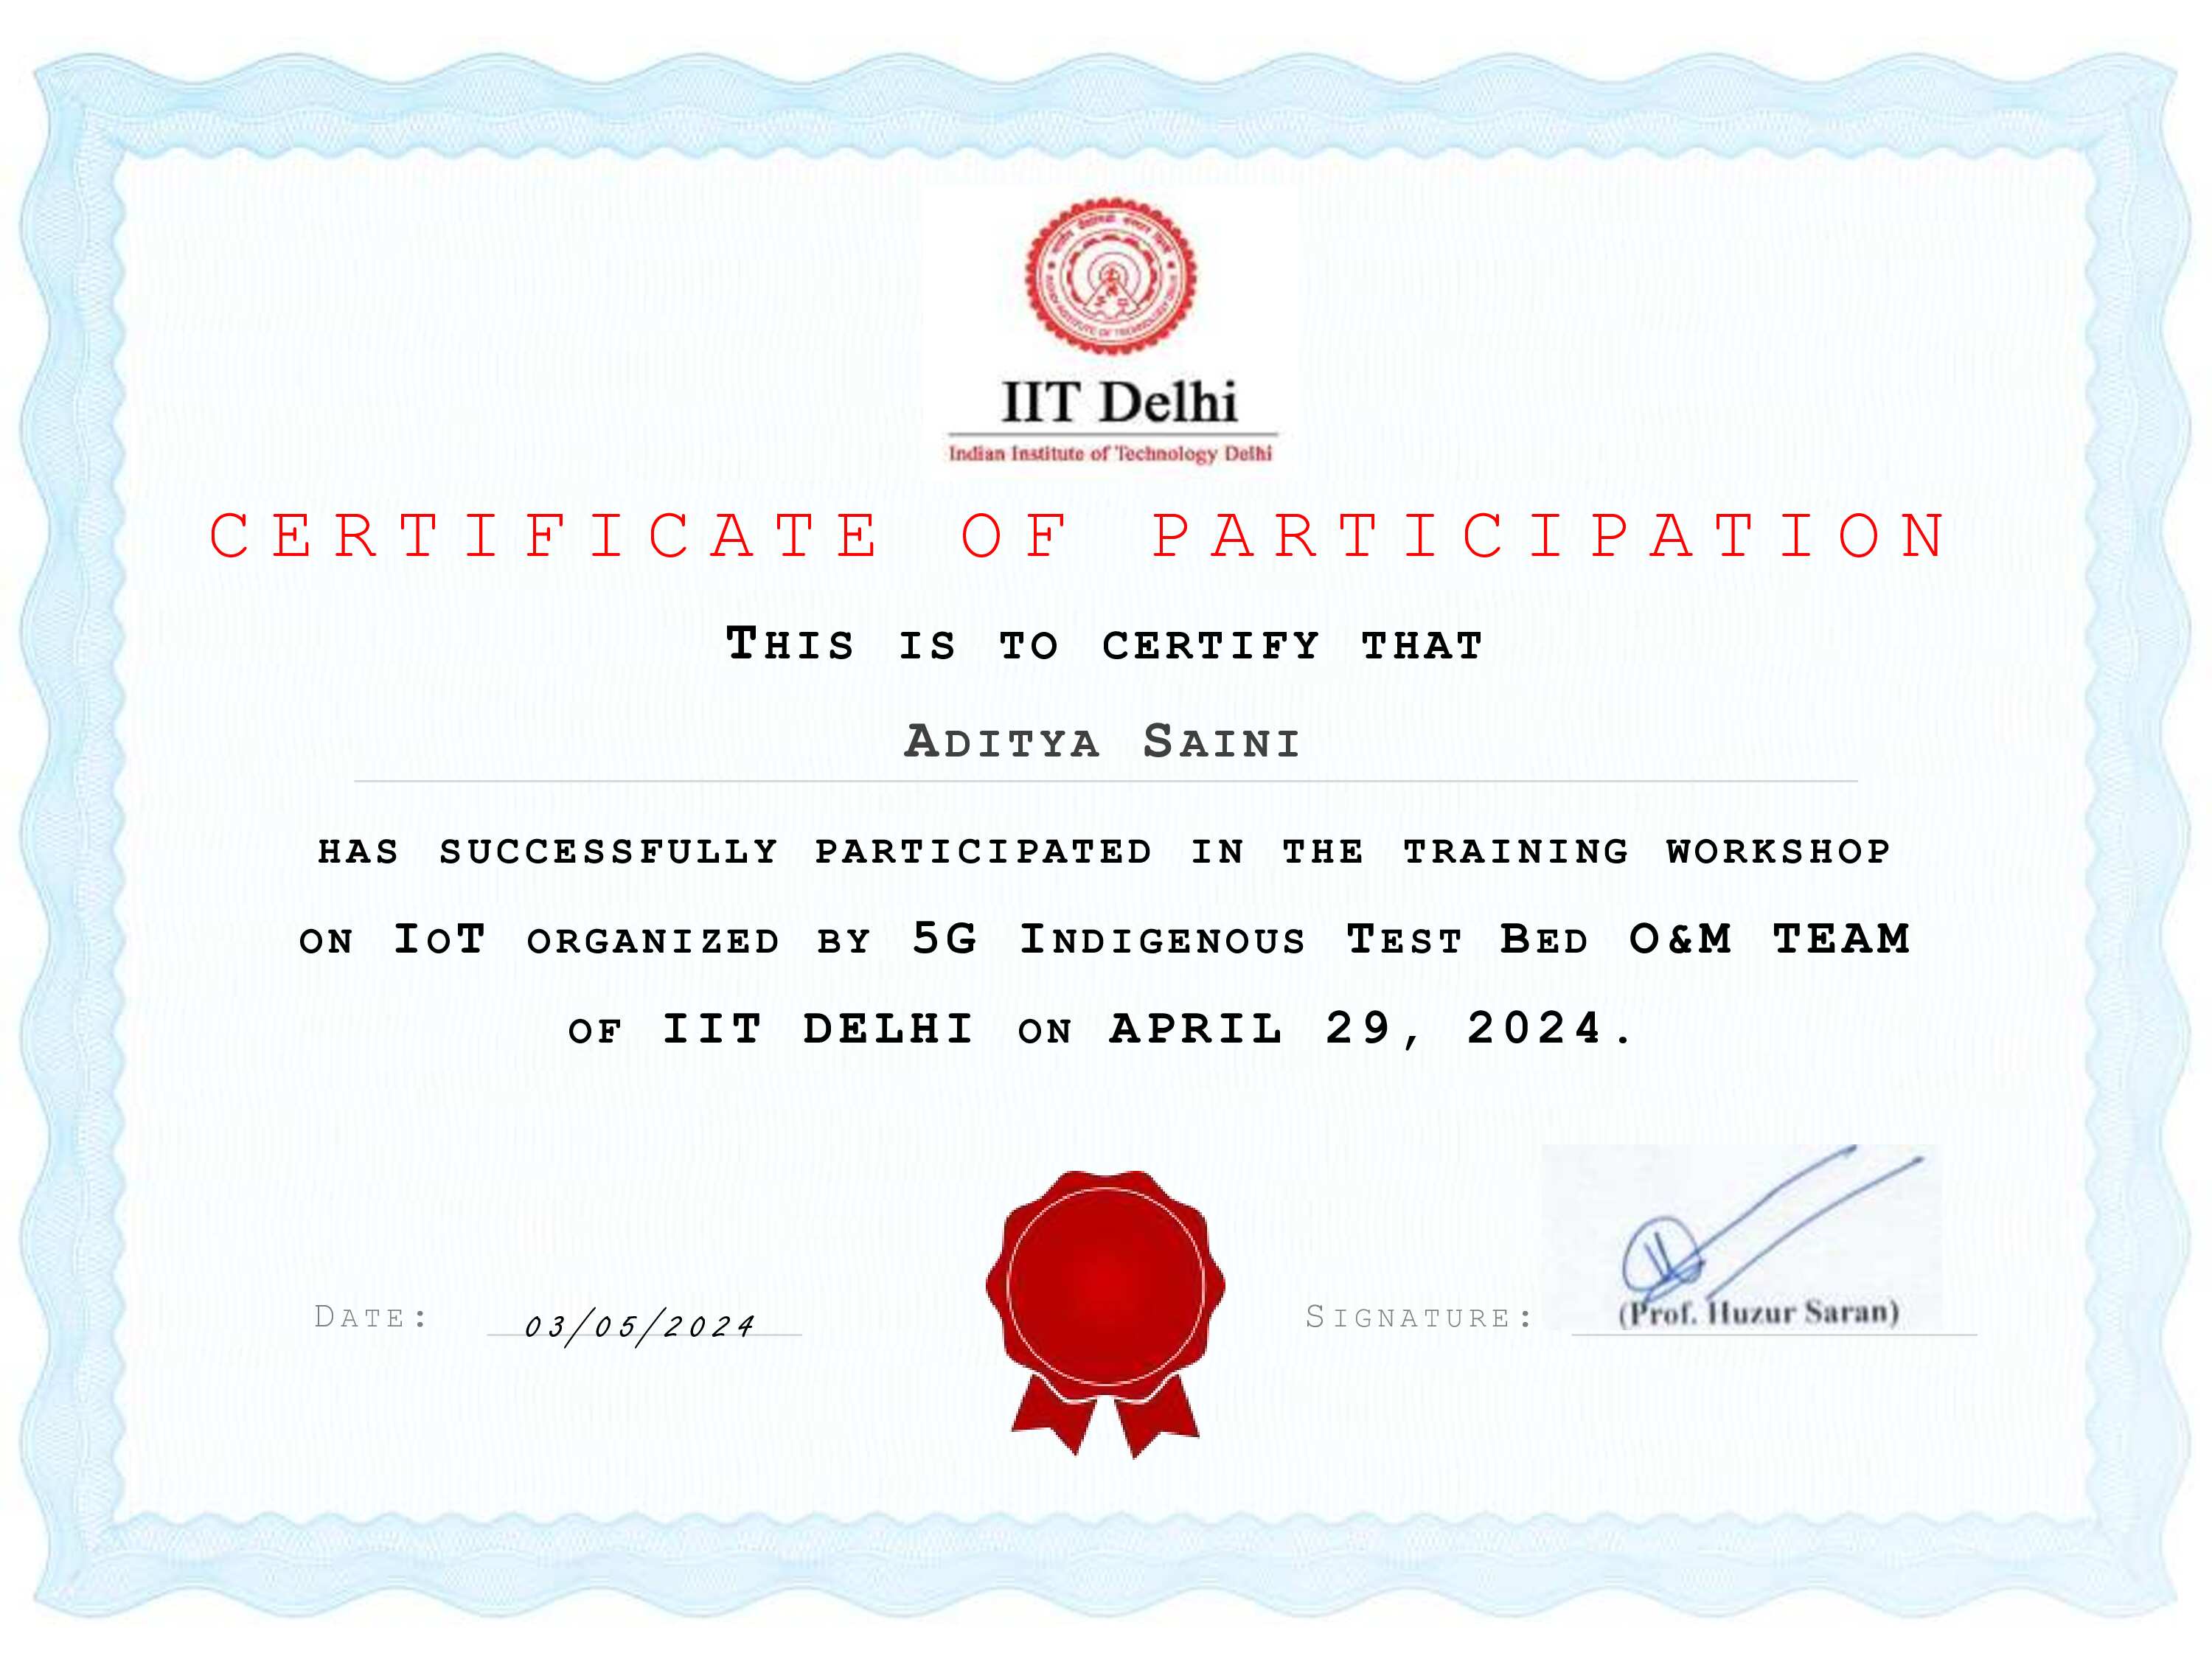 IIT Delhi
Indian Institute of Technology Delhi
CERTIFICATE OF PARTICIPATION
THIS IS TO CERTIFY THAT
ADITYA SAINI
HAS SUCCESSFULLY PARTICIPATED IN THE TRAINING WORKSHOP
ON IOT ORGANIZED BY 5G INDIGENOUS TEST BED O&M TEAM
OF IIT DELHI ON APRIL 29, 2024.
DATE: 03/05/2024
SIGNATURE: (Prof. Huzur Saran)